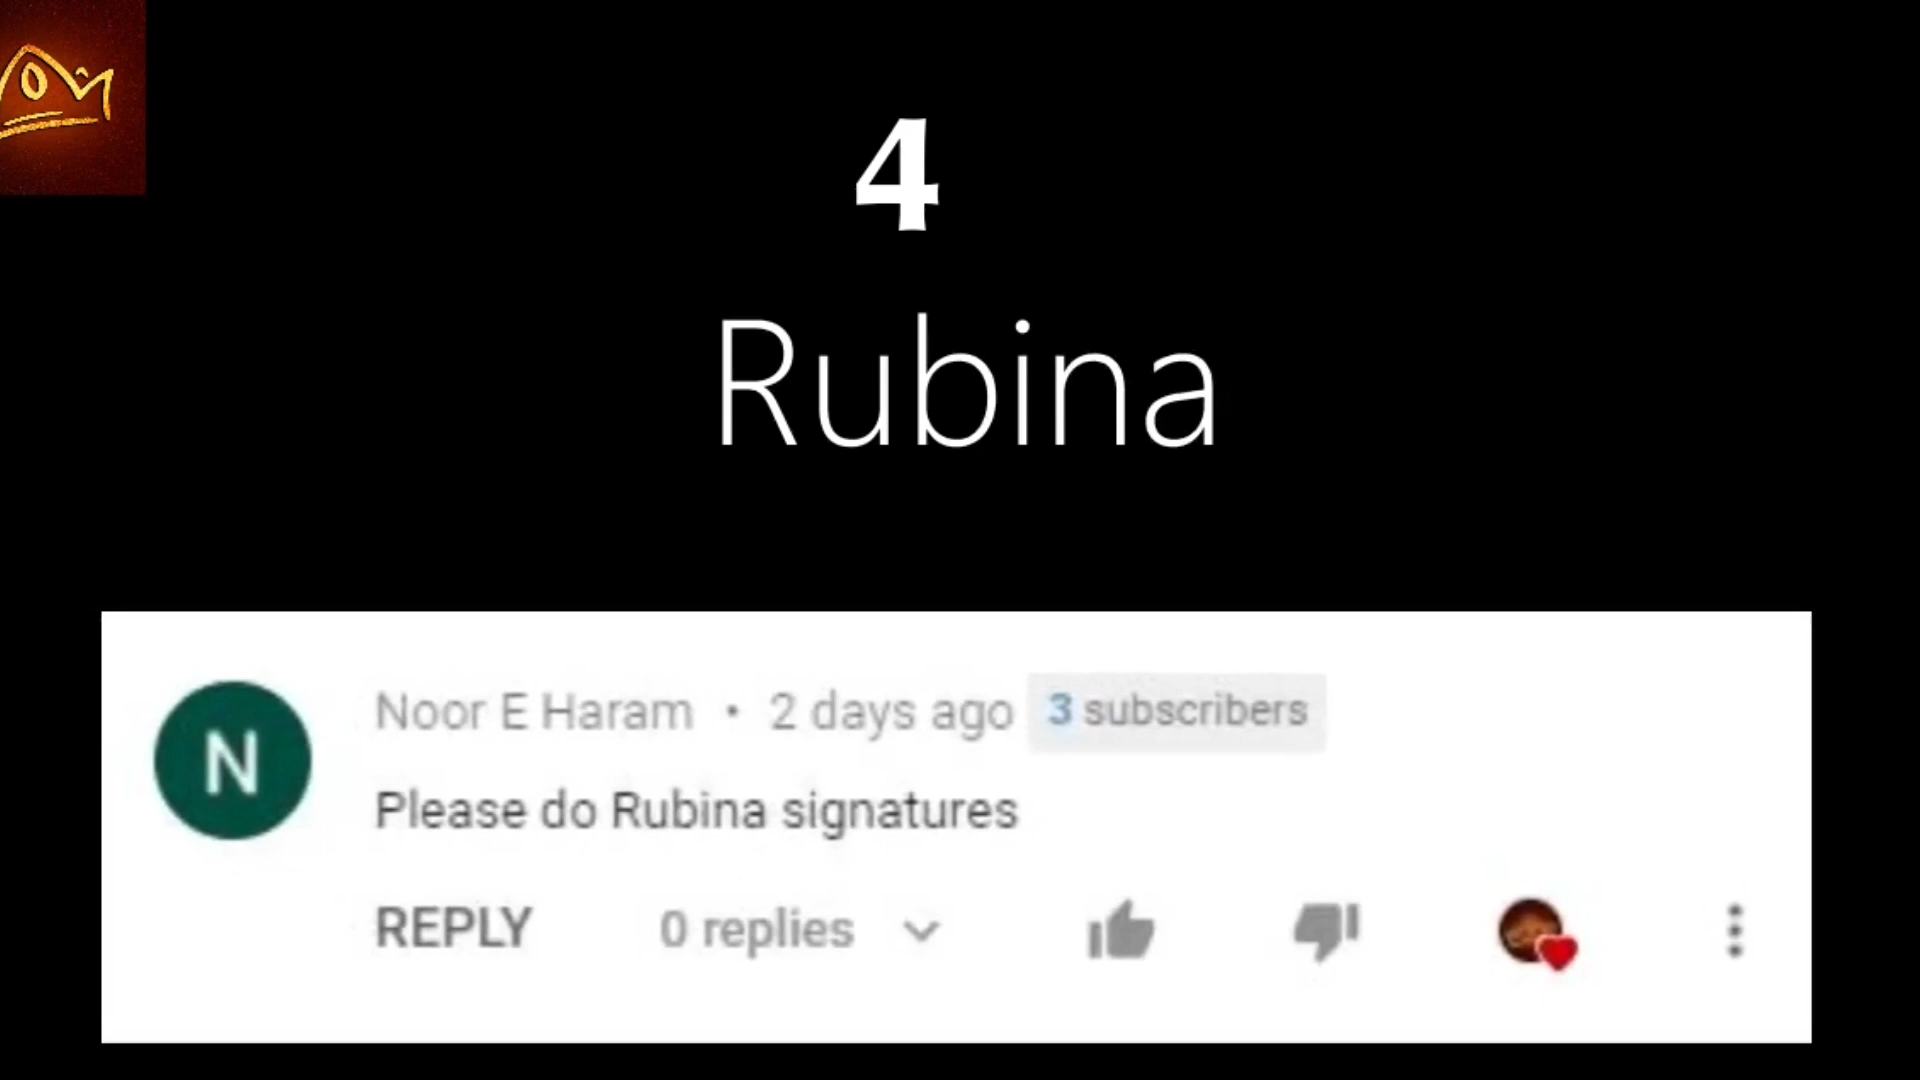 4
Rubina
N
Noor E Haram • 2 days ago 3 subscribers
Please do Rubina signatures
REPLY 0 replies